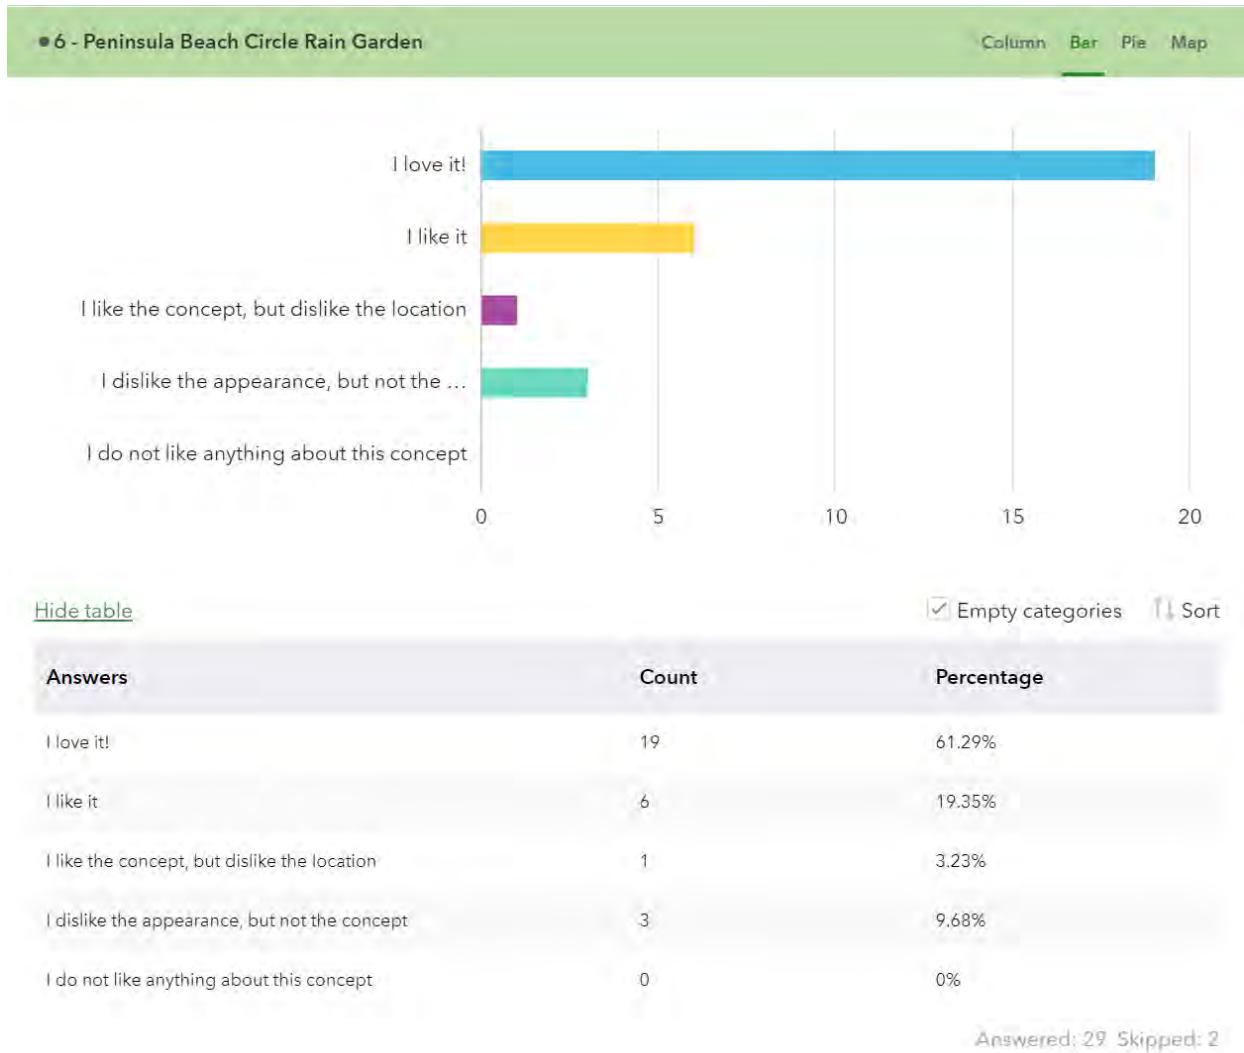 6 - Peninsula Beach Circle Rain Garden
Column Bar Pie Map
I love it!
I like it
I like the concept, but dislike the location
I dislike the appearance, but not the ...
I do not like anything about this concept
0 5 10 15 20
Hide table
Empty categories Sort
Answers Count Percentage
I love it! 19 61.29%
I like it 6 19.35%
I like the concept, but dislike the location 1 3.23%
I dislike the appearance, but not the concept 3 9.68%
I do not like anything about this concept 0 0%
Answered: 29 Skipped: 2